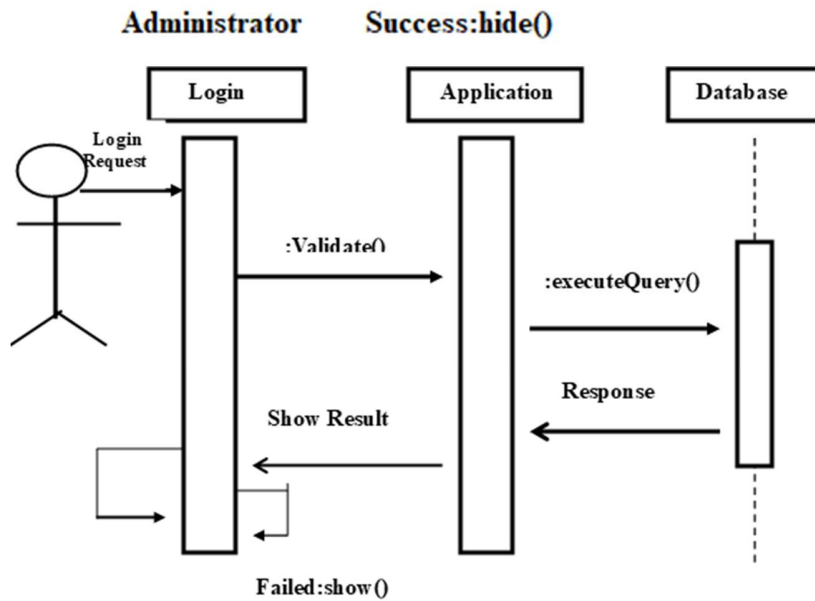 Administrator Success:hide()
Login Application Database
Login
Request
:Validate()
:executeQuery()
Response
Show Result
Failed:show()